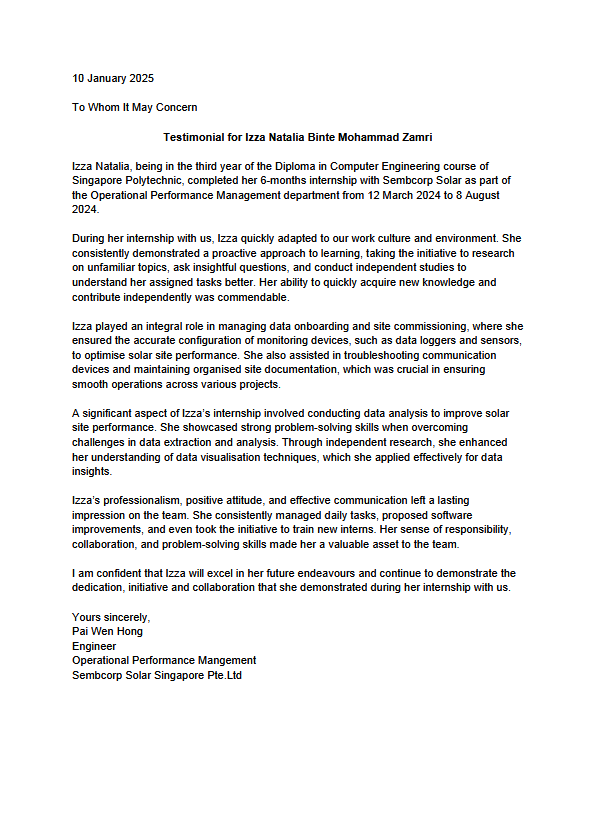 10 January 2025
To Whom It May Concern
Testimonial for Izza Natalia Binte Mohammad Zamri
Izza Natalia, being in the third year of the Diploma in Computer Engineering course of
Singapore Polytechnic, completed her 6-months internship with Sembcorp Solar as part of
the Operational Performance Management department from 12 March 2024 to 8 August
2024.
During her internship with us, Izza quickly adapted to our work culture and environment. She
consistently demonstrated a proactive approach to learning, taking the initiative to research
on unfamiliar topics, ask insightful questions, and conduct independent studies to
understand her assigned tasks better. Her ability to quickly acquire new knowledge and
contribute independently was commendable.
Izza played an integral role in managing data onboarding and site commissioning, where she
ensured the accurate configuration of monitoring devices, such as data loggers and sensors,
to optimise solar site performance. She also assisted in troubleshooting communication
devices and maintaining organised site documentation, which was crucial in ensuring
smooth operations across various projects.
A significant aspect of Izza's internship involved conducting data analysis to improve solar
site performance. She showcased strong problem-solving skills when overcoming
challenges in data extraction and analysis. Through independent research, she enhanced
her understanding of data visualisation techniques, which she applied effectively for data
insights.
Izza's professionalism, positive attitude, and effective communication left a lasting
impression on the team. She consistently managed daily tasks, proposed software
improvements, and even took the initiative to train new interns. Her sense of responsibility,
collaboration, and problem-solving skills made her a valuable asset to the team.
I am confident that Izza will excel in her future endeavours and continue to demonstrate the
dedication, initiative and collaboration that she demonstrated during her internship with us.
Yours sincerely,
Pai Wen Hong
Engineer
Operational Performance Mangement
Sembcorp Solar Singapore Pte.Ltd